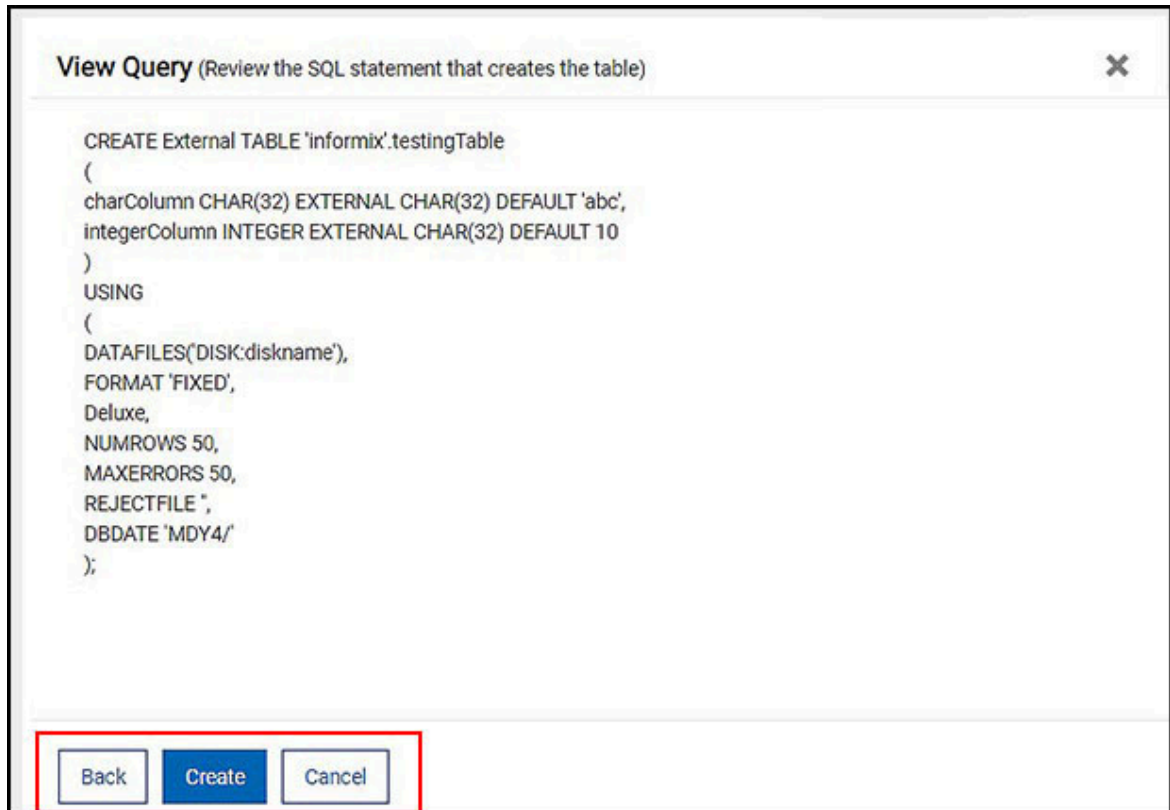 View Query (Review the SQL statement that creates the table)
CREATE External TABLE 'informix'.testingTable
(
charColumn CHAR(32) EXTERNAL CHAR(32) DEFAULT 'abc',
integerColumn INTEGER EXTERNAL CHAR(32) DEFAULT 10
)
USING
(
DATAFILES('DISK:diskname'),
FORMAT 'FIXED',
Deluxe,
NUMROWS 50,
MAXERRORS 50,
REJECTFILE '',
DBDATE 'MDY4/'
);
Back Create Cancel